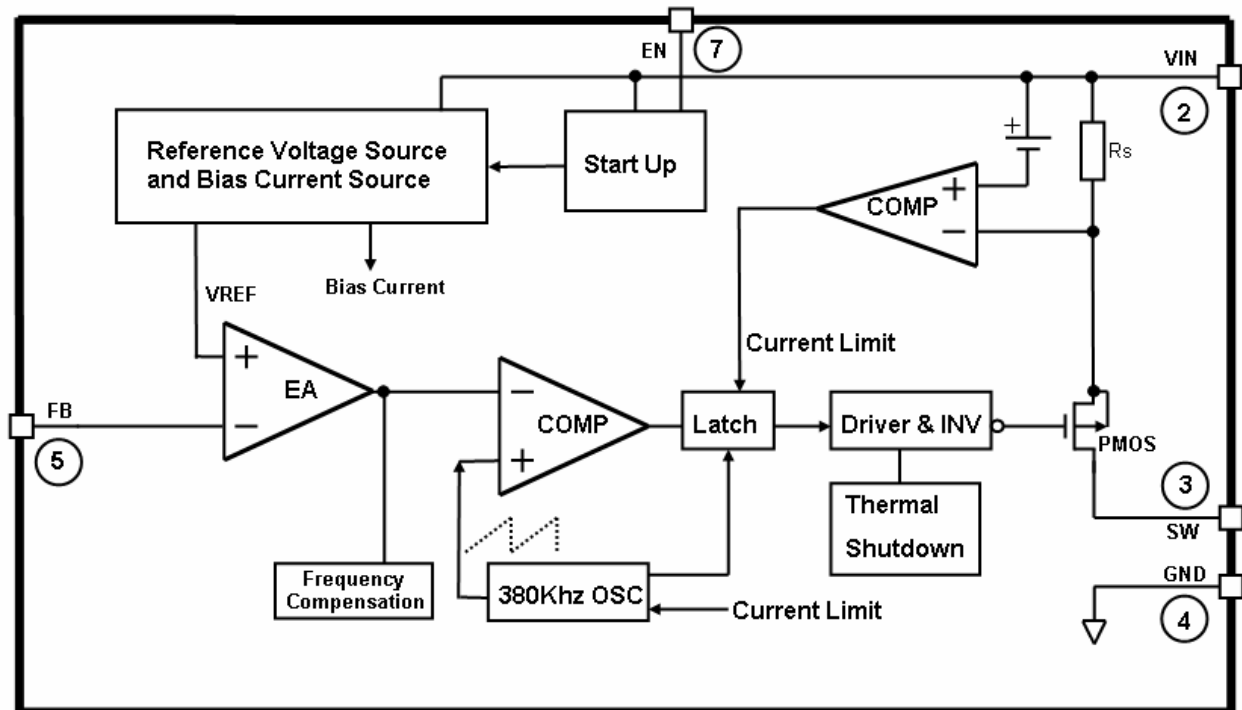 EN
7
VIN
2
Reference Voltage Source
and Bias Current Source
Start Up
+
Rs
+
COMP
−
VREF
Bias Current
Current Limit
+
EA
−
FB
5
−
COMP
+
Latch
Driver & INV
PMOS
Thermal
Shutdown
3
SW
Frequency
Compensation
380Khz OSC
Current Limit
GND
4